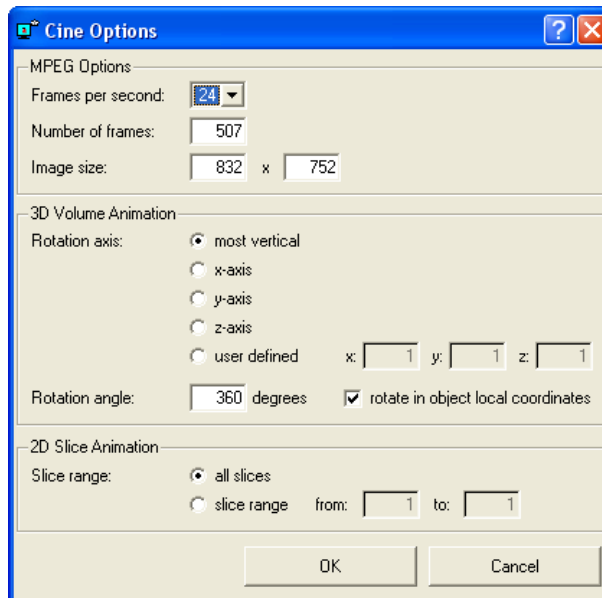 Cine Options
MPEG Options
Frames per second: 24
Number of frames: 507
Image size: 832 x 752
3D Volume Animation
Rotation axis: most vertical
x-axis
y-axis
z-axis
user defined x: 1 y: 1 z: 1
Rotation angle: 360 degrees rotate in object local coordinates
2D Slice Animation
Slice range: all slices
slice range from: 1 to: 1
OK Cancel